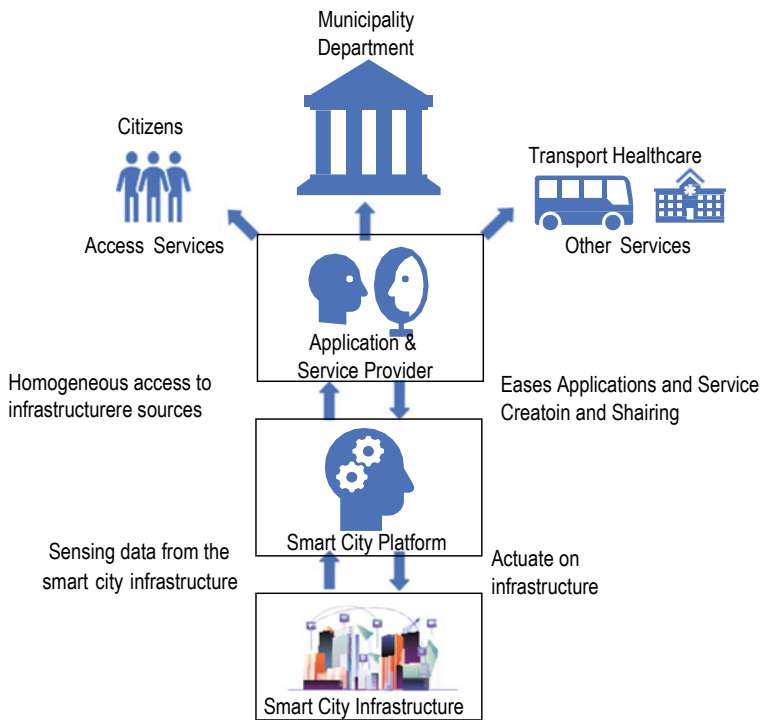 Municipality
Department
Citizens
Transport Healthcare
Access Services
Other Services
Application &
Service Provider
Homogeneous access to
infrastructurere sources
Eases Applications and Service
Creatoin and Shairing
Smart City Platform
Sensing data from the
smart city infrastructure
Actuate on
infrastructure
Smart City Infrastructure